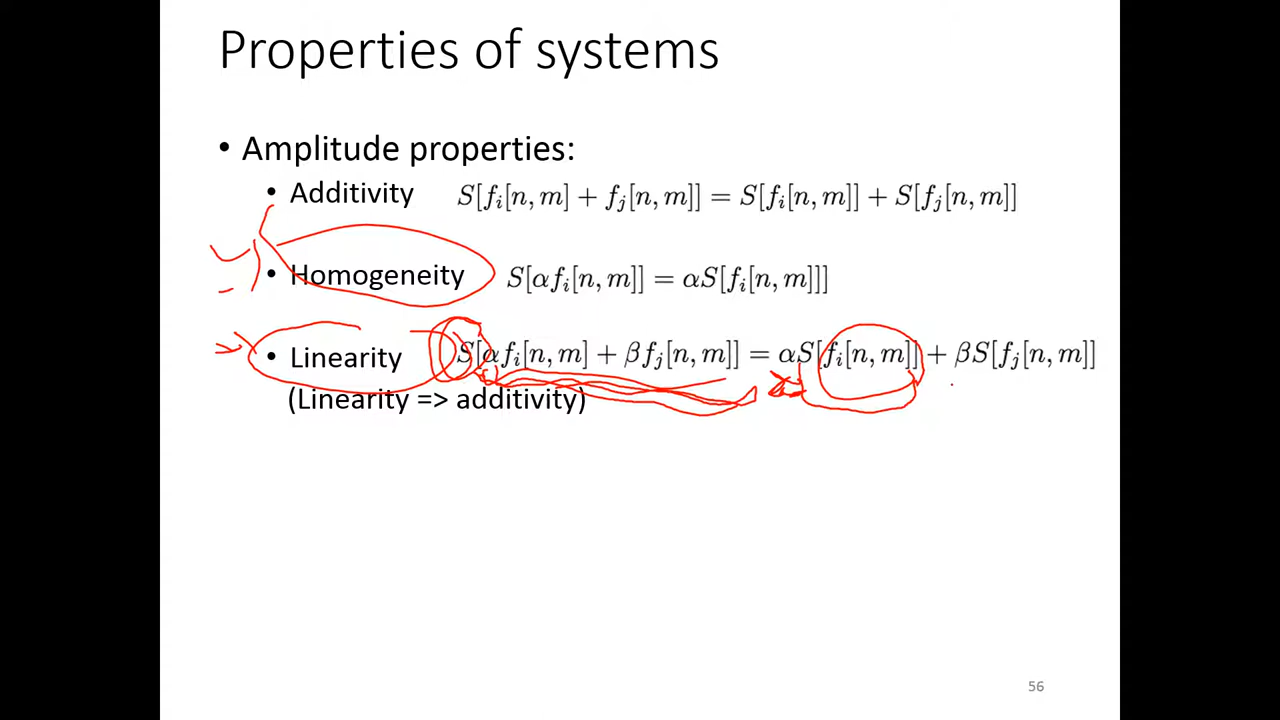 Properties of systems
• Amplitude properties:
• Additivity S[f_i[n, m] + f_j[n, m]] = S[f_i[n, m]] + S[f_j[n, m]]
• Homogeneity S[αf_i[n, m]] = αS[f_i[n, m]]]
• Linearity S[αf_i[n, m] + βf_j[n, m]] = αS[f_i[n, m]] + βS[f_j[n, m]]
(Linearity => additivity)
56